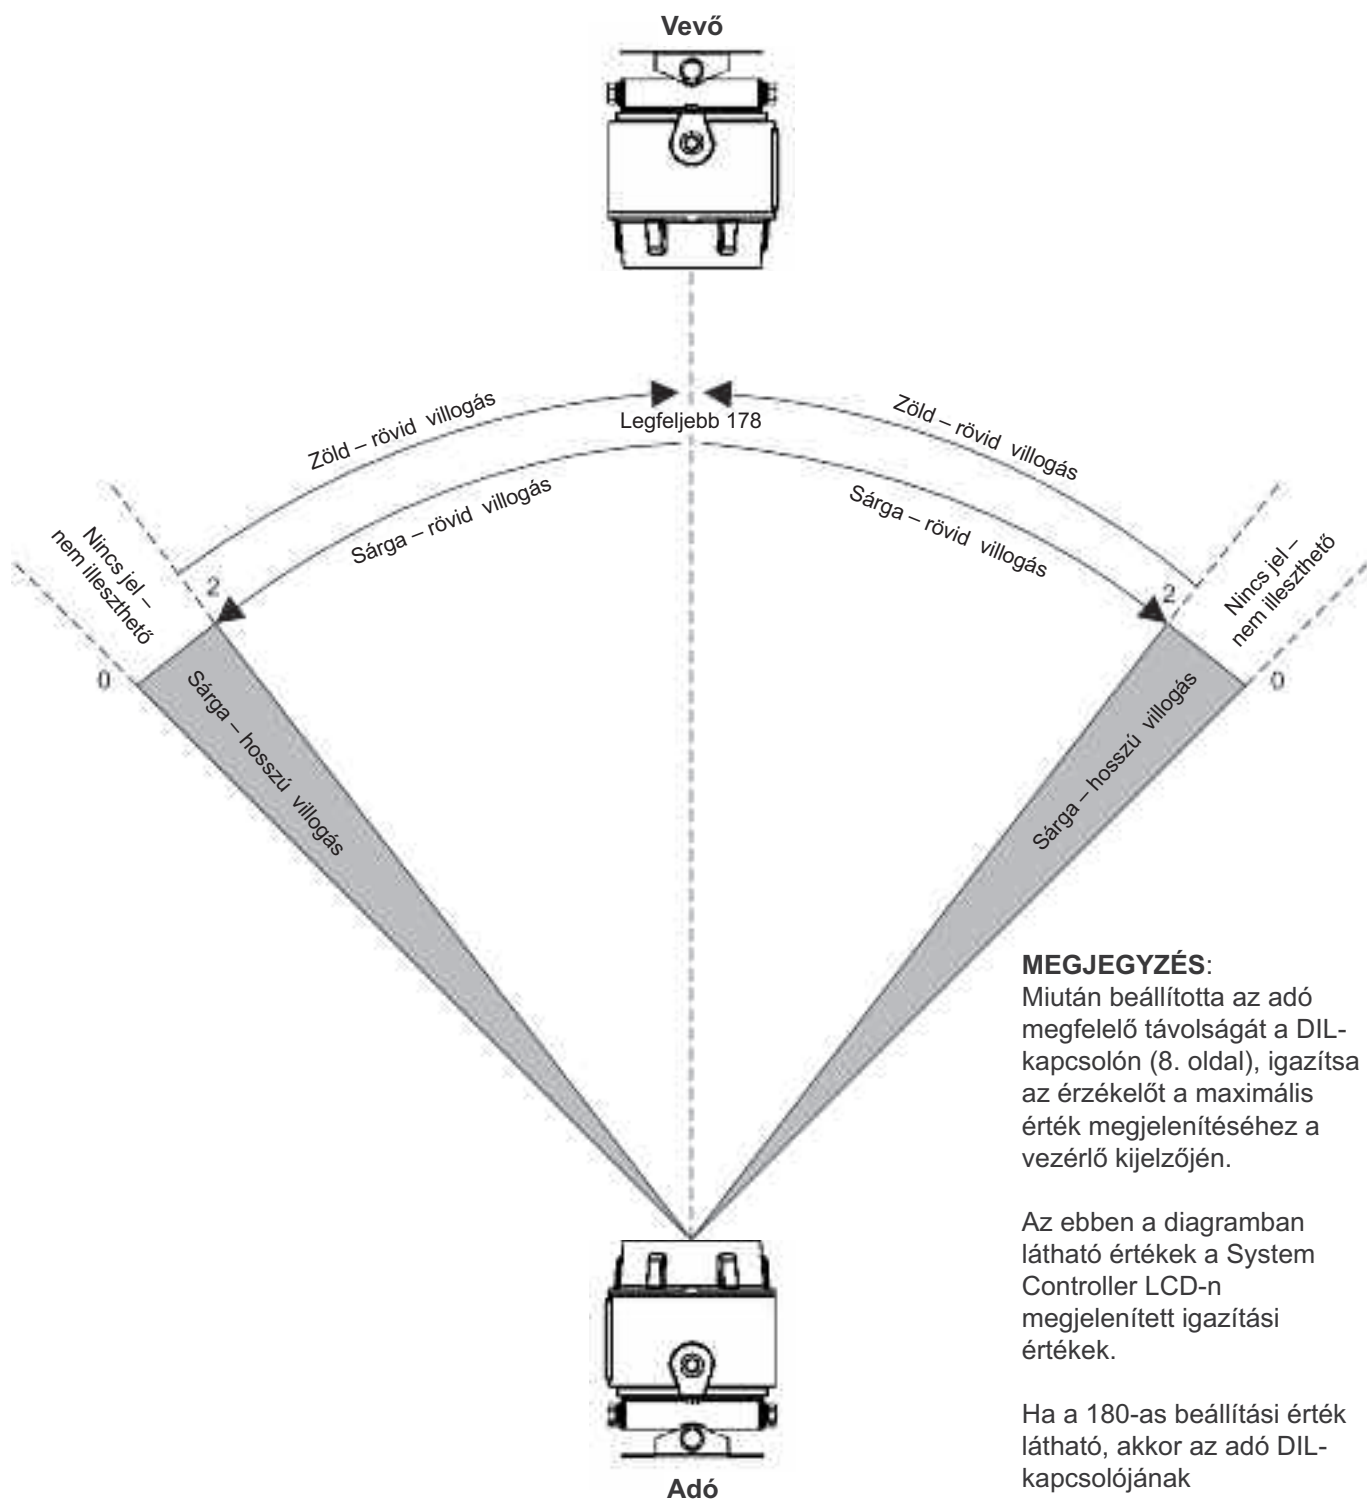 Vevő
Zöld – rövid villogás
Zöld – rövid villogás
Legfeljebb 178
Sárga – rövid villogás
Sárga – rövid villogás
Nincs jel –
nem illeszthető
2
0
2
Nincs jel –
nem illeszthető
0
Sárga – hosszú villogás
Sárga – hosszú villogás
MEGJEGYZÉS:
Miután beállította az adó
megfelelő távolságát a DIL-
kapcsolón (8. oldal), igazítsa
az érzékelőt a maximális
érték megjelenítéséhez a
vezérlő kijelzőjén.
Az ebben a diagramban
látható értékek a System
Controller LCD-n
megjelenített igazítási
értékek.
Ha a 180-as beállítási érték
látható, akkor az adó DIL-
kapcsolójának
Adó